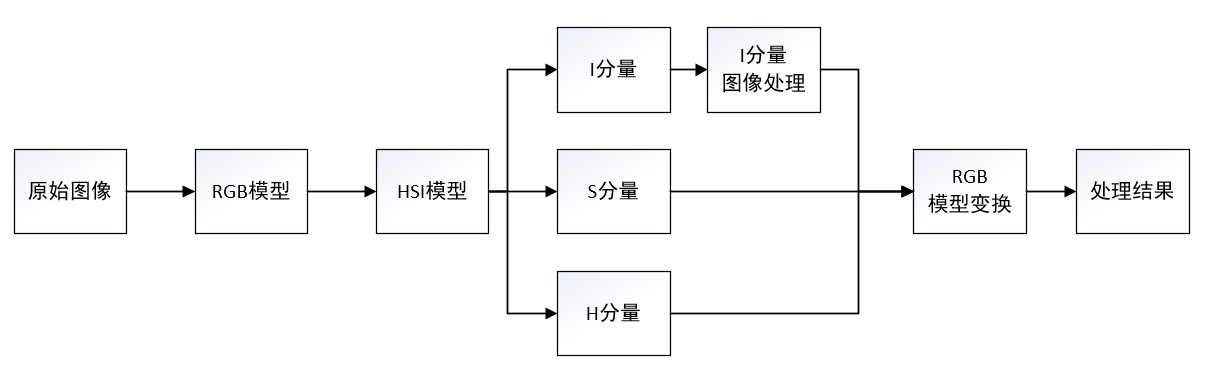 原始图像
RGB模型
HSI模型
I分量
I分量
图像处理
S分量
H分量
RGB
模型变换
处理结果